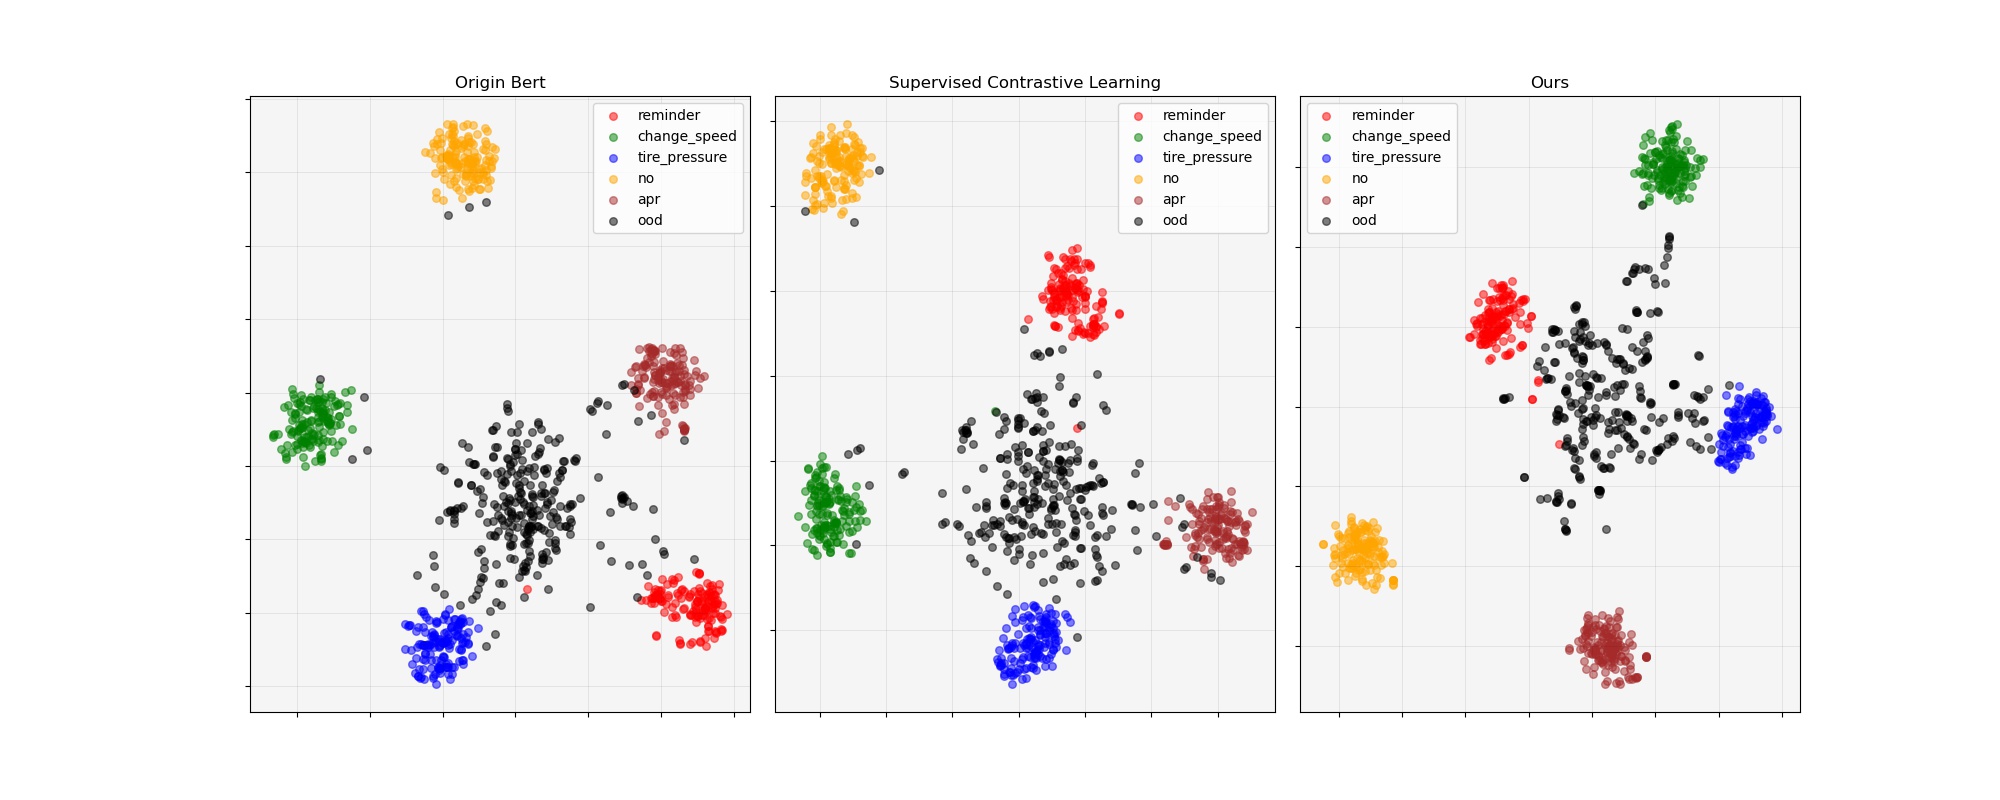 Origin Bert
reminder
change_speed
tire_pressure
no
apr
ood
Supervised Contrastive Learning
reminder
change_speed
tire_pressure
no
apr
ood
Ours
reminder
change_speed
tire_pressure
no
apr
ood